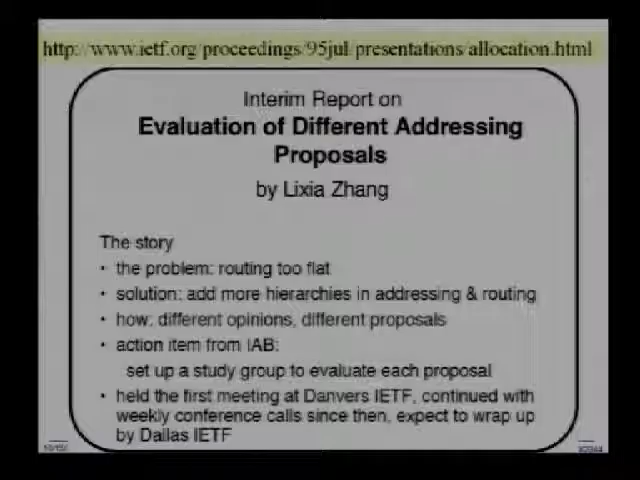 http://www.ietf.org/proceedings/95jul/presentations/allocation.html
Interim Report on
Evaluation of Different Addressing
Proposals
by Lixia Zhang
The story
• the problem: routing too flat
• solution: add more hierarchies in addressing & routing
• how: different opinions, different proposals
• action item from IAB:
set up a study group to evaluate each proposal
• held the first meeting at Danvers IETF, continued with
weekly conference calls since then, expect to wrap up
by Dallas IETF